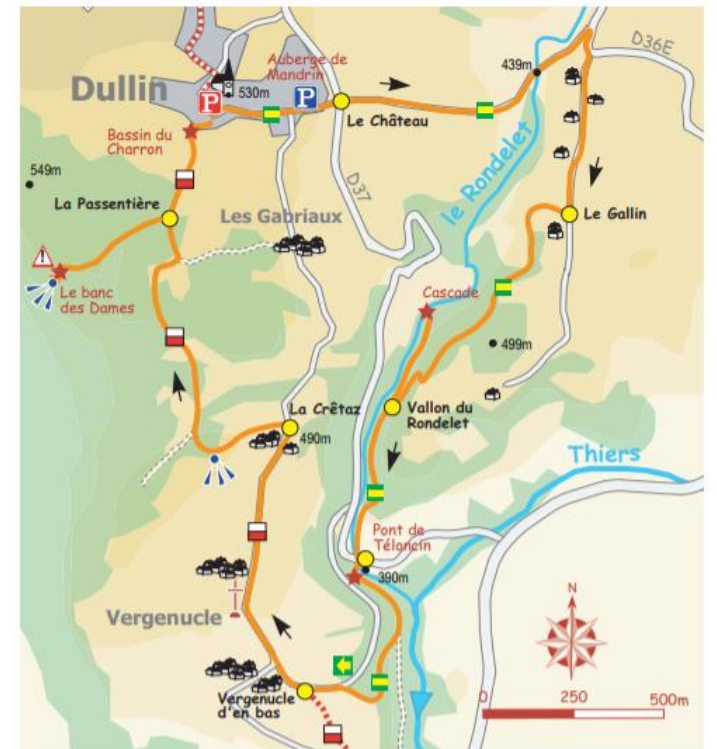 D36E
Auberge de
Mandrin
439m
Dullin
P
530m
P
Le Château
Bassin du
Charron
le Rondelet
549m
D37
La Passentière
Les Gabriaux
Le Gallin
!
Cascade
Le banc
des Dames
499m
La Crêtaz
490m
Vallon du
Rondelet
Thiers
Pont de
Télancin
390m
N
Vergenucle
0 250 500m
Vergenucle
d'en bas